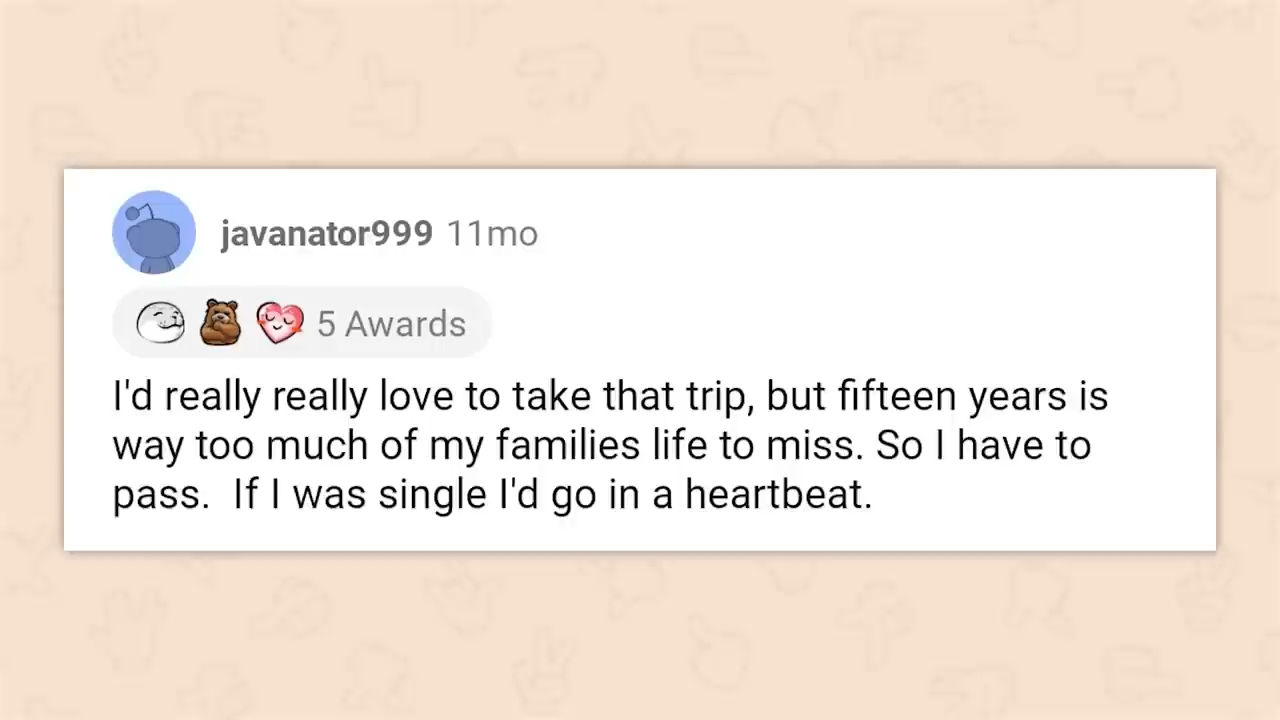 javanator999 11mo
5 Awards
I'd really really love to take that trip, but fifteen years is
way too much of my families life to miss. So I have to
pass.  If I was single I'd go in a heartbeat.